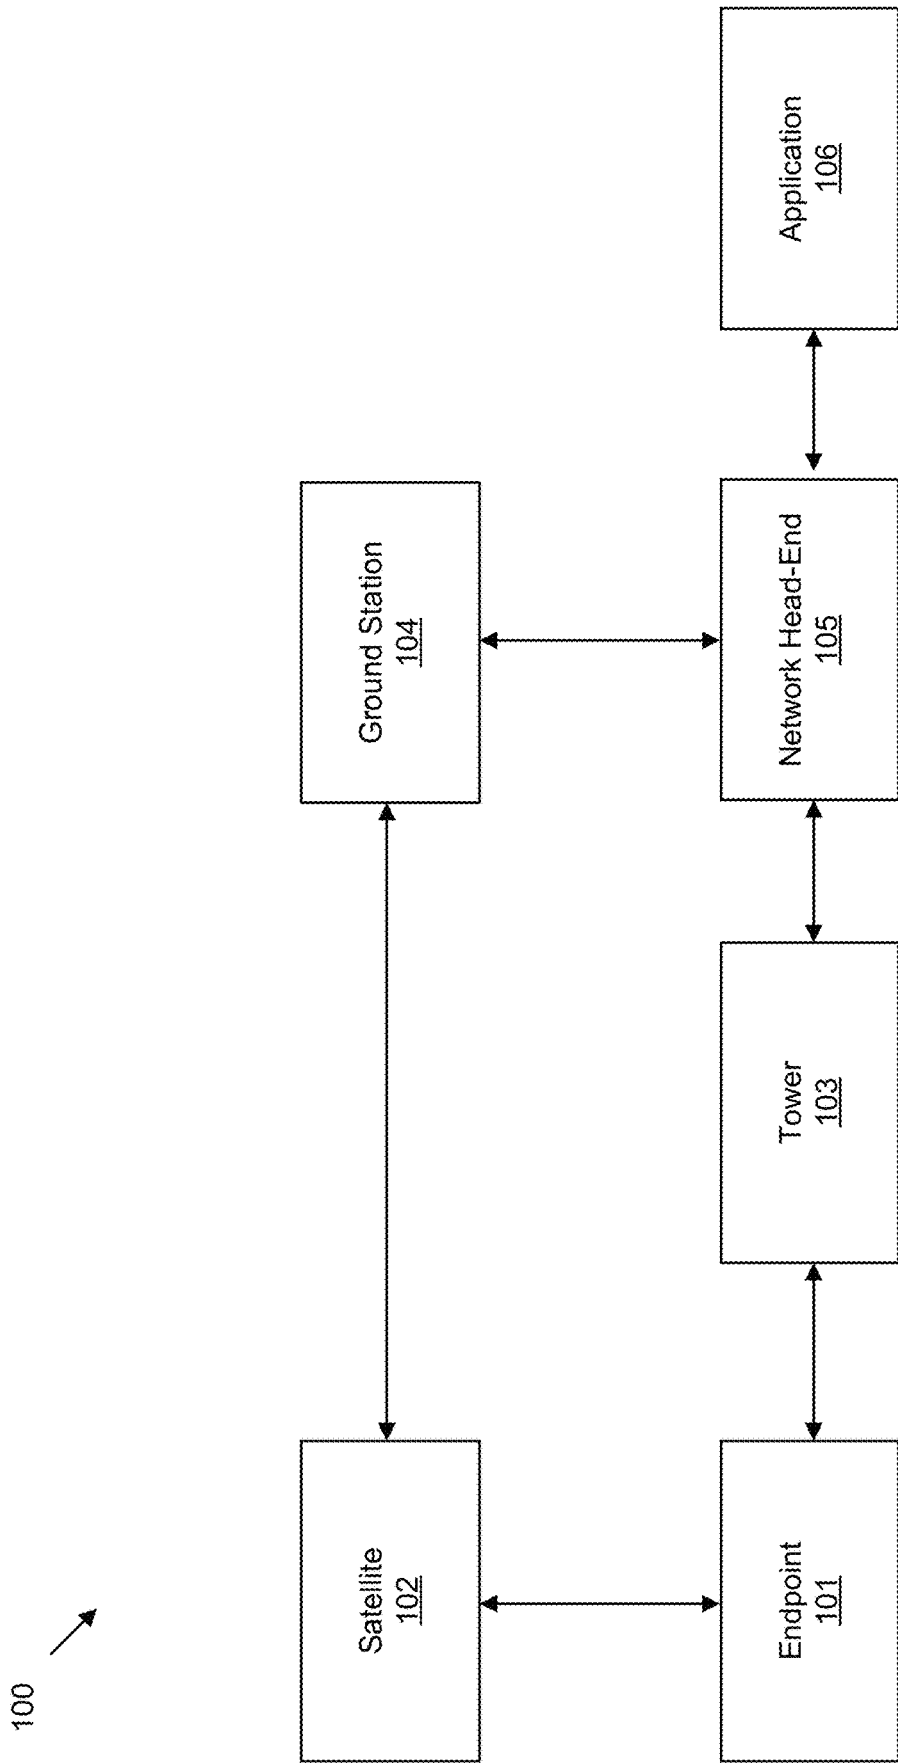 100
Satellite
102
Ground Station
104
Endpoint
101
Tower
103
Network Head-End
105
Application
106